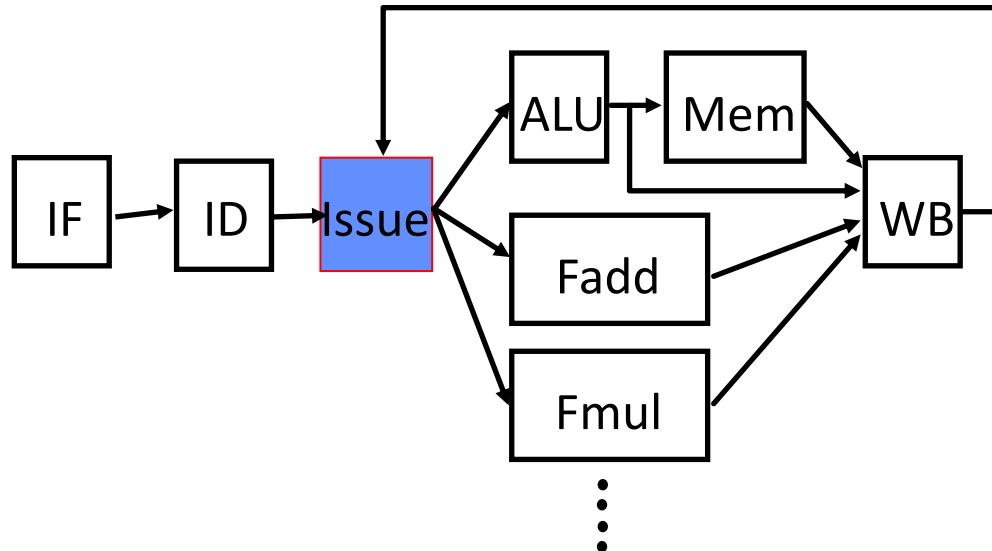 IF
ID
Issue
ALU
Mem
Fadd
Fmul
WB